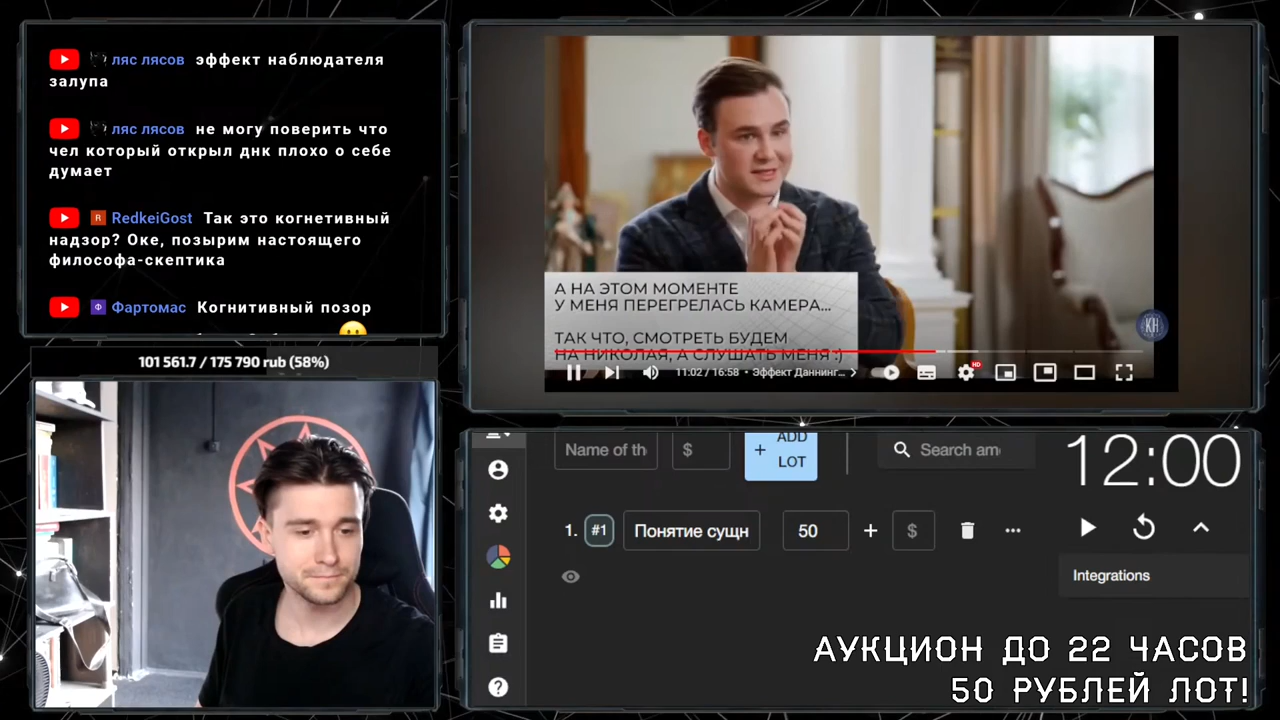 ляс лясов эффект наблюдателя
залупа
ляс лясов не могу поверить что
чел который открыл днк плохо о себе
думает
R RedkeiGost Так это когнетивный
надзор? Оке, позырим настоящего
философа-скептика
Ф Фартомас Когнитивный позор
101 561.7 / 175 790 rub (58%)
А НА ЭТОМ МОМЕНТЕ
У МЕНЯ ПЕРЕГРЕЛАСЬ КАМЕРА...
ТАК ЧТО, СМОТРЕТЬ БУДЕМ
НА НИКОЛАЯ, А СЛУШАТЬ МЕНЯ :)
КН
11:02 / 16:58 • Эффект Даннинг...
HD
Name of th
$
+ ADD
LOT
Search am
12:00
1. #1 Понятие сущн 50 + $
Integrations
АУКЦИОН ДО 22 ЧАСОВ
50 РУБЛЕЙ ЛОТ!